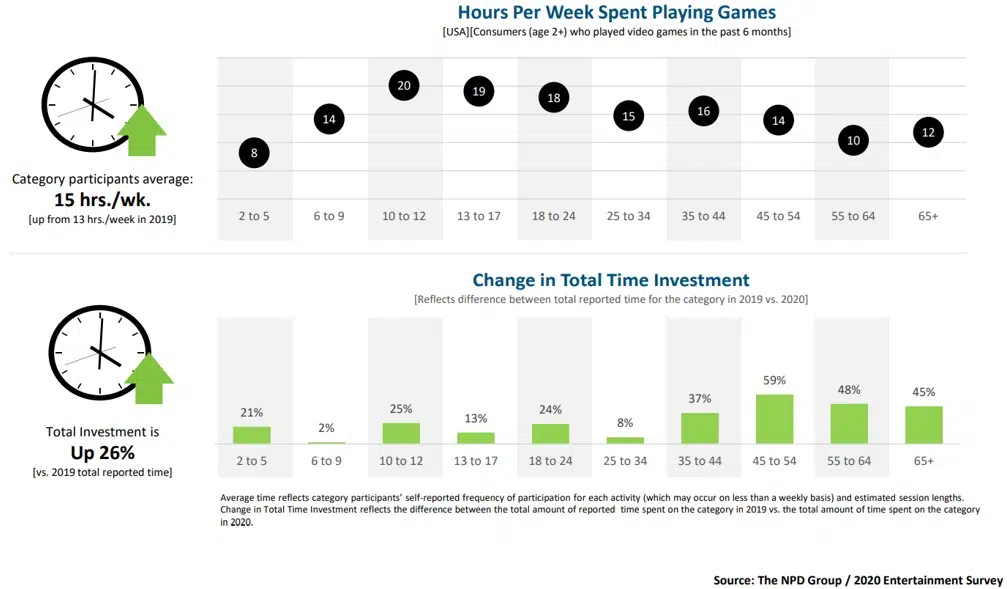 Hours Per Week Spent Playing Games
[USA][Consumers (age 2+) who played video games in the past 6 months]
Category participants average:
15 hrs./wk.
[up from 13 hrs./week in 2019]
8
14
20
19
18
15
16
14
10
12
2 to 5
6 to 9
10 to 12
13 to 17
18 to 24
25 to 34
35 to 44
45 to 54
55 to 64
65+
Change in Total Time Investment
[Reflects difference between total reported time for the category in 2019 vs. 2020]
Total Investment is
Up 26%
[vs. 2019 total reported time]
21%
2%
25%
13%
24%
8%
37%
59%
48%
45%
2 to 5
6 to 9
10 to 12
13 to 17
18 to 24
25 to 34
35 to 44
45 to 54
55 to 64
65+
Average time reflects category participants' self-reported frequency of participation for each activity (which may occur on less than a weekly basis) and estimated session lengths.
Change in Total Time Investment reflects the difference between the total amount of reported time spent on the category in 2019 vs. the total amount of time spent on the category
in 2020.
Source: The NPD Group / 2020 Entertainment Survey